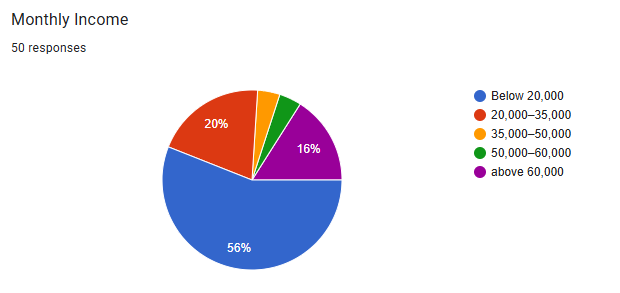 Monthly Income
50 responses
20%
16%
56%
Below 20,000
20,000–35,000
35,000–50,000
50,000–60,000
above 60,000